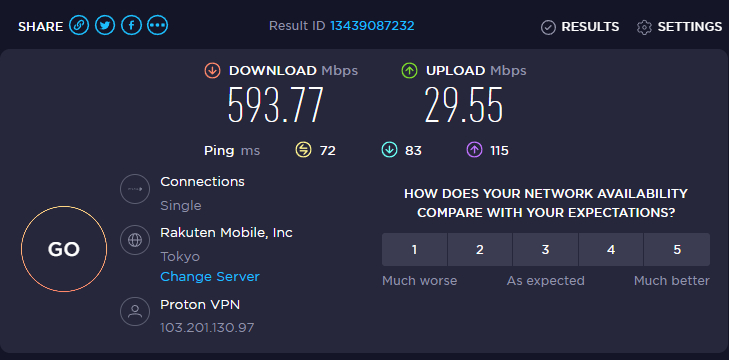 SHARE Result ID 13439087232 RESULTS SETTINGS
DOWNLOAD Mbps UPLOAD Mbps
593.77 29.55
Ping ms 72 83 115
Connections
Single
Rakuten Mobile, Inc
Tokyo
Change Server
Proton VPN
103.201.130.97
GO
HOW DOES YOUR NETWORK AVAILABILITY
COMPARE WITH YOUR EXPECTATIONS?
1 2 3 4 5
Much worse As expected Much better